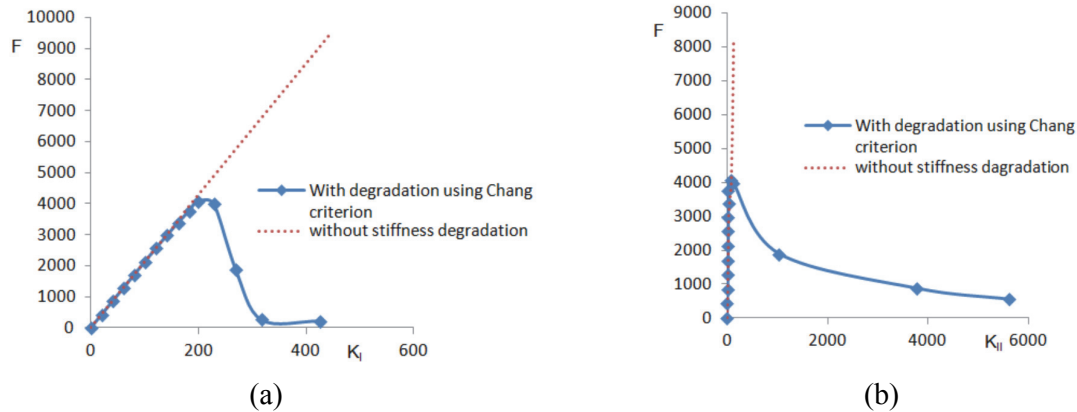 10000
F
9000
8000
7000
6000
5000
4000
3000
2000
1000
0
0
200
400
600
K_I
With degradation using Chang
criterion
without stiffness degradation
(a)
9000
F
8000
7000
6000
5000
4000
3000
2000
1000
0
0
2000
4000
6000
K_II
With degradation using Chang
criterion
without stiffness dagradation
(b)